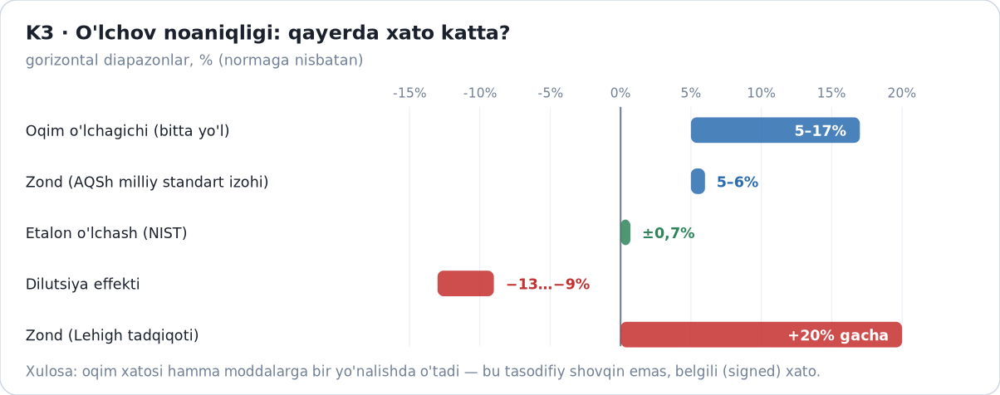 K3 · O'lchov noaniqligi: qayerda xato katta?
gorizontal diapazonlar, % (normaga nisbatan)
-15% -10% -5% 0% 5% 10% 15% 20%
Oqim o'lchagichi (bitta yo'l) 5–17%
Zond (AQSh milliy standart izohi) 5–6%
Etalon o'lchash (NIST) ±0,7%
Dilutsiya effekti −13…−9%
Zond (Lehigh tadqiqoti) +20% gacha
Xulosa: oqim xatosi hamma moddalarga bir yo'nalishda o'tadi — bu tasodifiy shovqin emas, belgili (signed) xato.